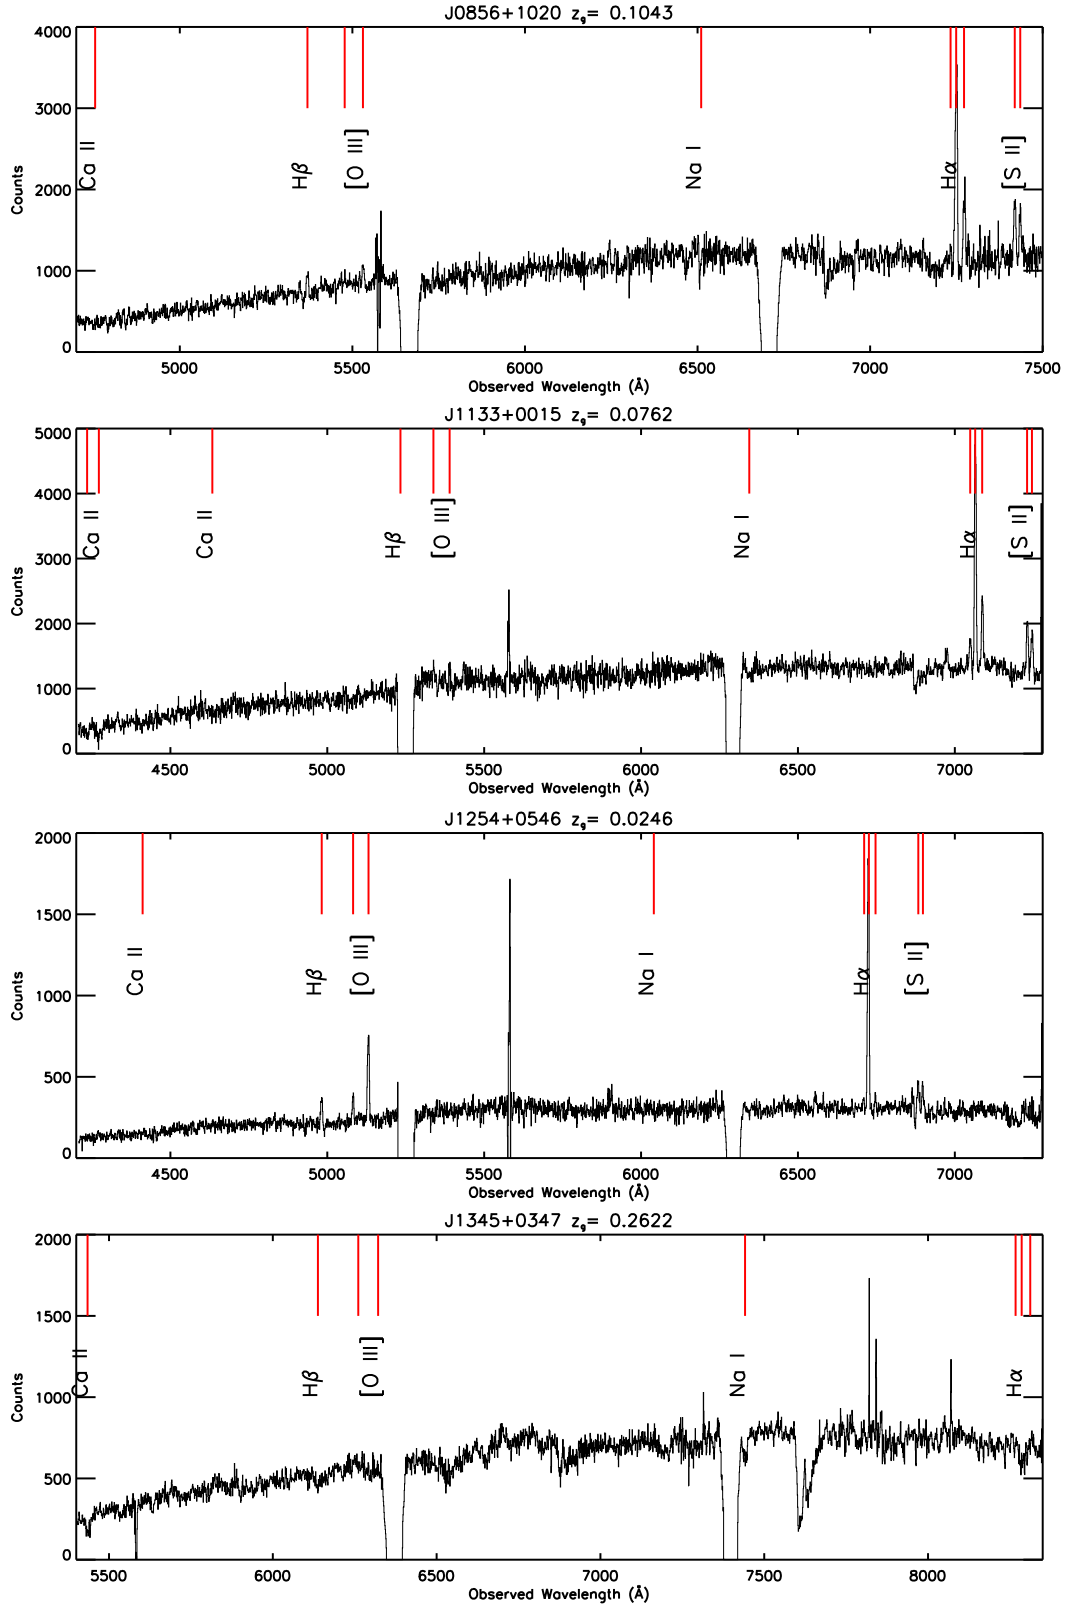 J0856+1020 z_g= 0.1043
4000
3000
2000
1000
0
Counts
Ca II
Hβ
[O III]
Na I
Hα
[S II]
5000 5500 6000 6500 7000 7500
Observed Wavelength (Å)
J1133+0015 z_g= 0.0762
5000
4000
3000
2000
1000
0
Counts
Ca II
Ca II
Hβ
[O III]
Na I
Hα
[S II]
4500 5000 5500 6000 6500 7000
Observed Wavelength (Å)
J1254+0546 z_g= 0.0246
2000
1500
1000
500
0
Counts
Ca II
Hβ
[O III]
Na I
Hα
[S II]
4500 5000 5500 6000 6500 7000
Observed Wavelength (Å)
J1345+0347 z_g= 0.2622
2000
1500
1000
500
0
Counts
Ca II
Hβ
[O III]
Na I
Hα
5500 6000 6500 7000 7500 8000
Observed Wavelength (Å)